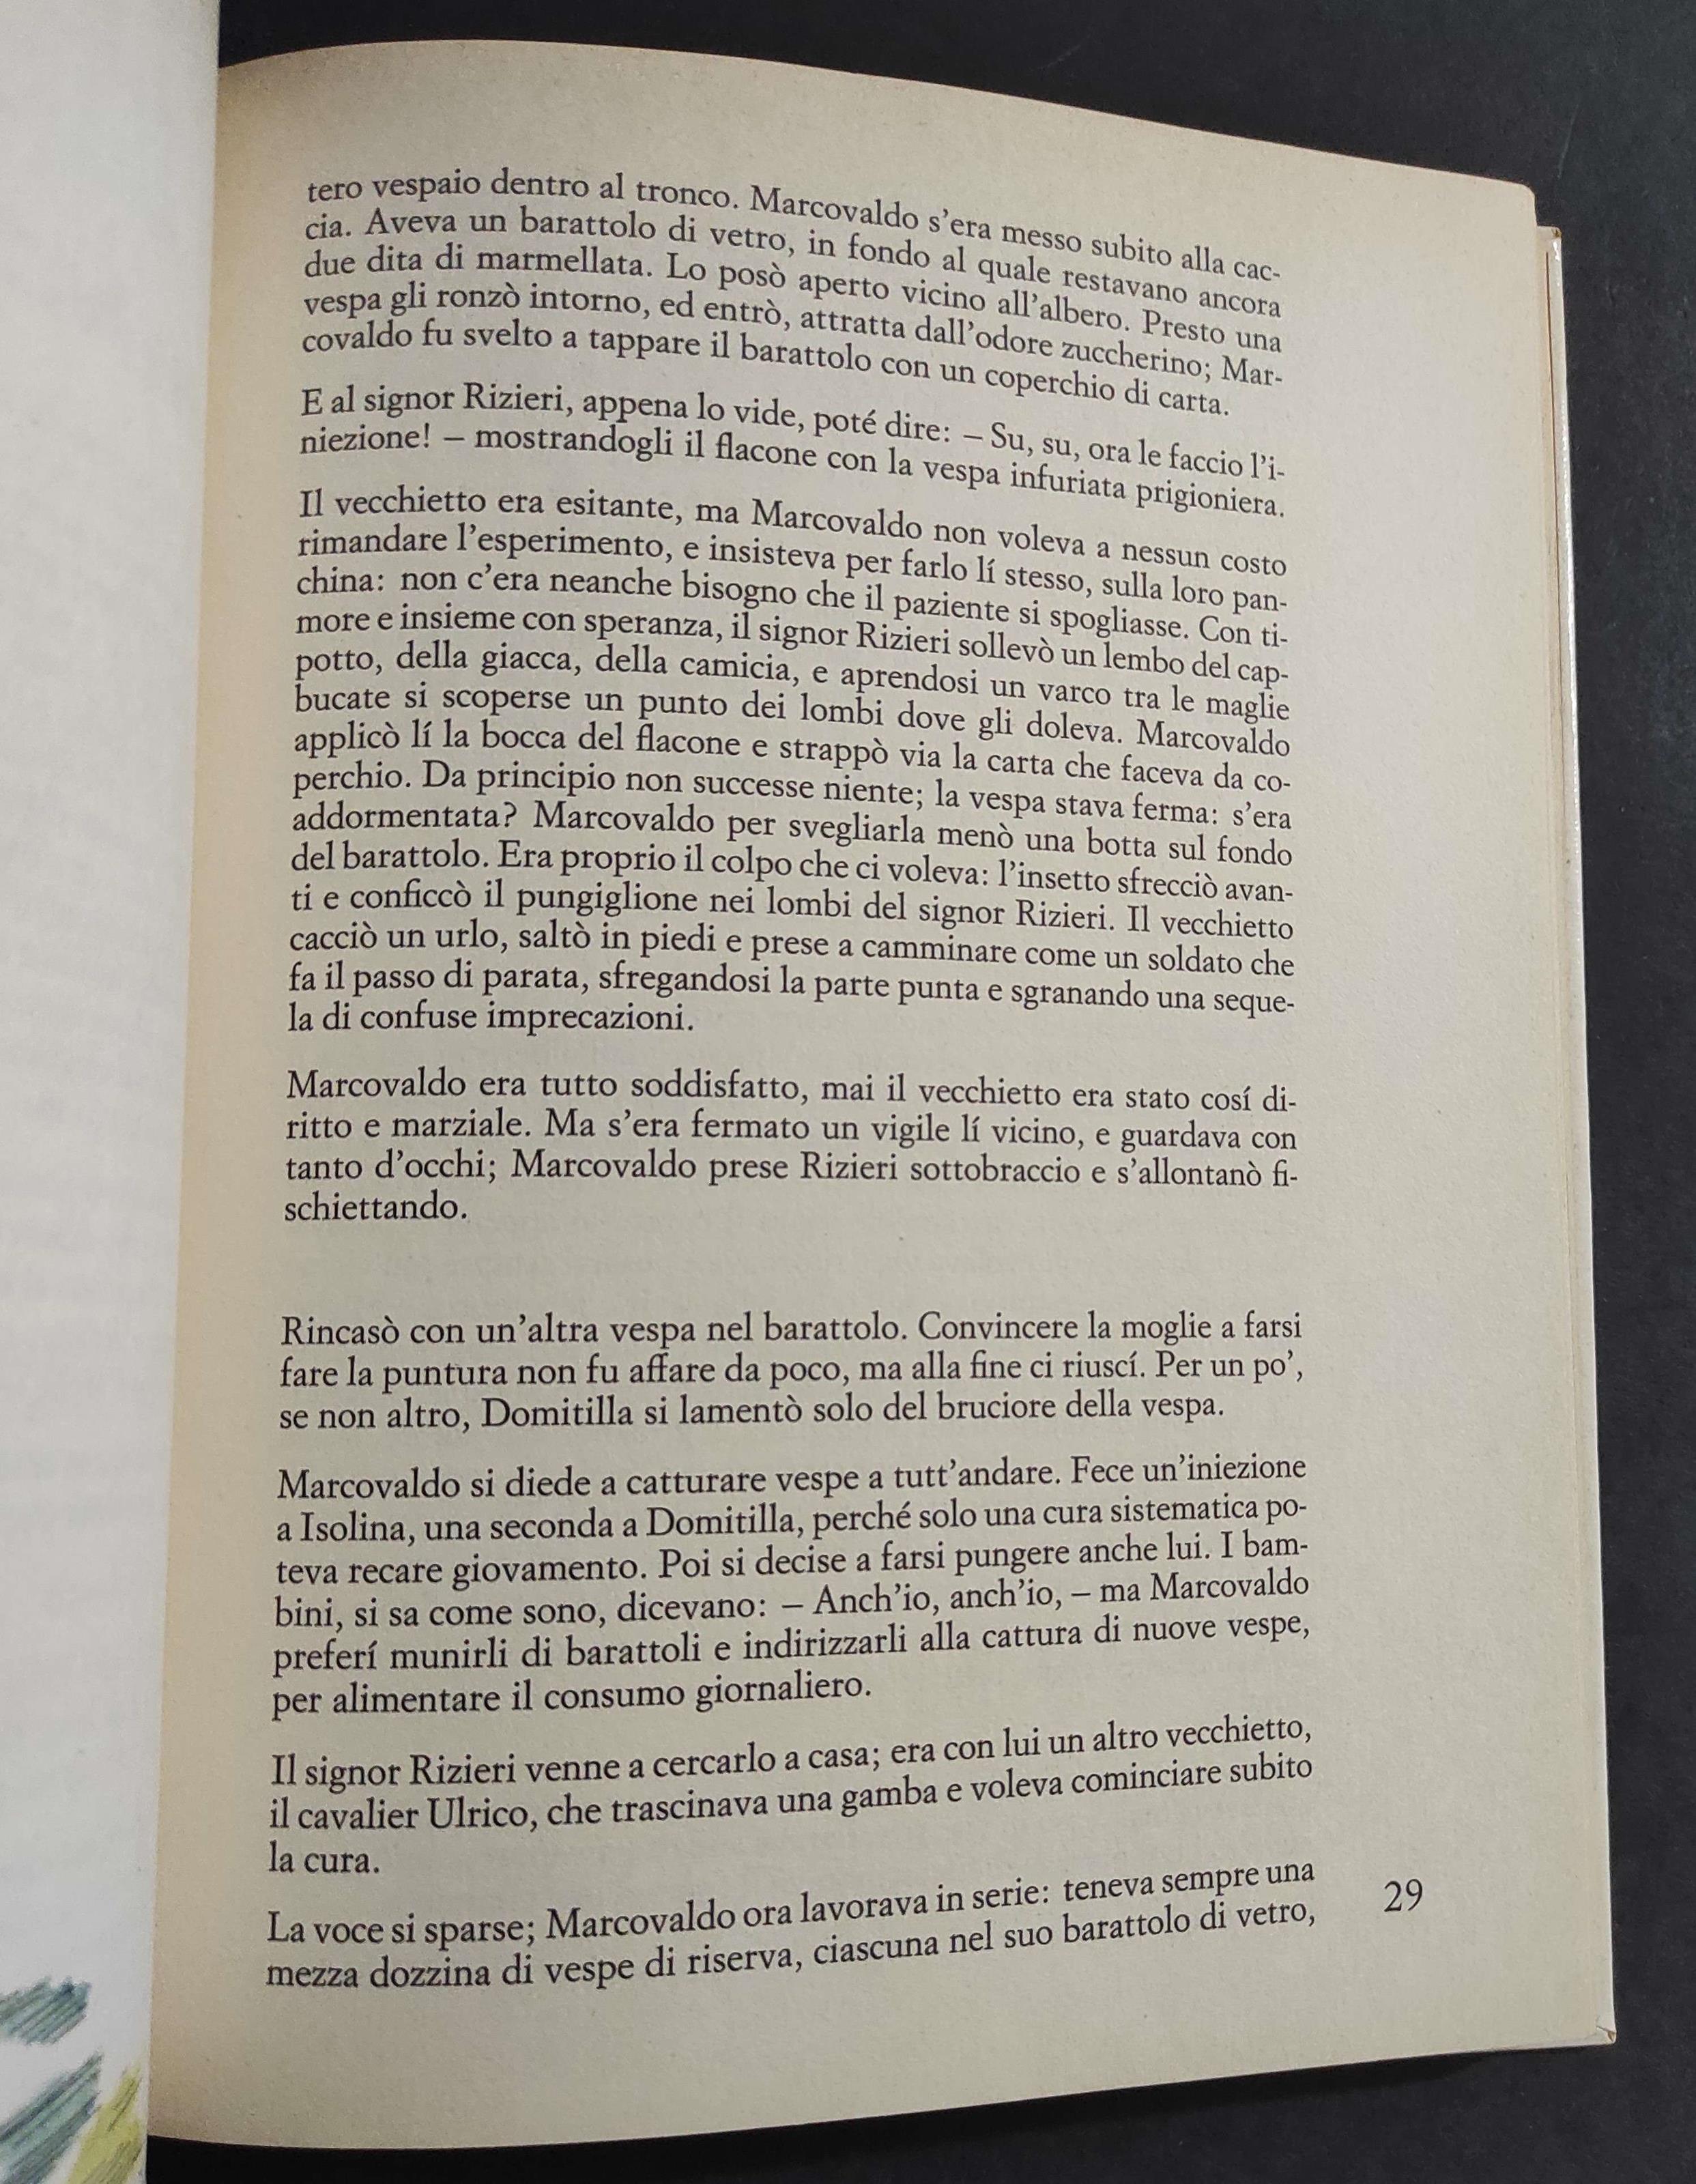 tero vespaio dentro al tronco. Marcovaldo s'era messo subito alla cac-
cia. Aveva un barattolo di vetro, in fondo al quale restavano ancora
due dita di marmellata. Lo posò aperto vicino all'albero. Presto una
vespa gli ronzò intorno, ed entrò, attratta dall'odore zuccherino; Mar-
covaldo fu svelto a tappare il barattolo con un coperchio di carta.
E al signor Rizieri, appena lo vide, poté dire: – Su, su, ora le faccio l'i-
niezione! – mostrandogli il flacone con la vespa infuriata prigioniera.
Il vecchietto era esitante, ma Marcovaldo non voleva a nessun costo
rimandare l'esperimento, e insisteva per farlo lí stesso, sulla loro pan-
china: non c'era neanche bisogno che il paziente si spogliasse. Con ti-
more e insieme con speranza, il signor Rizieri sollevò un lembo del cap-
potto, della giacca, della camicia, e aprendosi un varco tra le maglie
bucate si scoperse un punto dei lombi dove gli doleva. Marcovaldo
applicò lí la bocca del flacone e strappò via la carta che faceva da co-
perchio. Da principio non successe niente; la vespa stava ferma: s'era
addormentata? Marcovaldo per svegliarla menò una botta sul fondo
del barattolo. Era proprio il colpo che ci voleva: l'insetto sfrecciò avan-
ti e conficcò il pungiglione nei lombi del signor Rizieri. Il vecchietto
cacciò un urlo, saltò in piedi e prese a camminare come un soldato che
fa il passo di parata, sfregandosi la parte punta e sgranando una seque-
la di confuse imprecazioni.
Marcovaldo era tutto soddisfatto, mai il vecchietto era stato cosí di-
ritto e marziale. Ma s'era fermato un vigile lí vicino, e guardava con
tanto d'occhi; Marcovaldo prese Rizieri sottobraccio e s'allontanò fi-
schiettando.
Rincasò con un'altra vespa nel barattolo. Convincere la moglie a farsi
fare la puntura non fu affare da poco, ma alla fine ci riuscí. Per un po',
se non altro, Domitilla si lamentò solo del bruciore della vespa.
Marcovaldo si diede a catturare vespe a tutt'andare. Fece un'iniezione
a Isolina, una seconda a Domitilla, perché solo una cura sistematica po-
teva recare giovamento. Poi si decise a farsi pungere anche lui. I bam-
bini, si sa come sono, dicevano: – Anch'io, anch'io, – ma Marcovaldo
preferí munirli di barattoli e indirizzarli alla cattura di nuove vespe,
per alimentare il consumo giornaliero.
Il signor Rizieri venne a cercarlo a casa; era con lui un altro vecchietto,
il cavalier Ulrico, che trascinava una gamba e voleva cominciare subito
la cura.
La voce si sparse; Marcovaldo ora lavorava in serie: teneva sempre una
mezza dozzina di vespe di riserva, ciascuna nel suo barattolo di vetro,
29